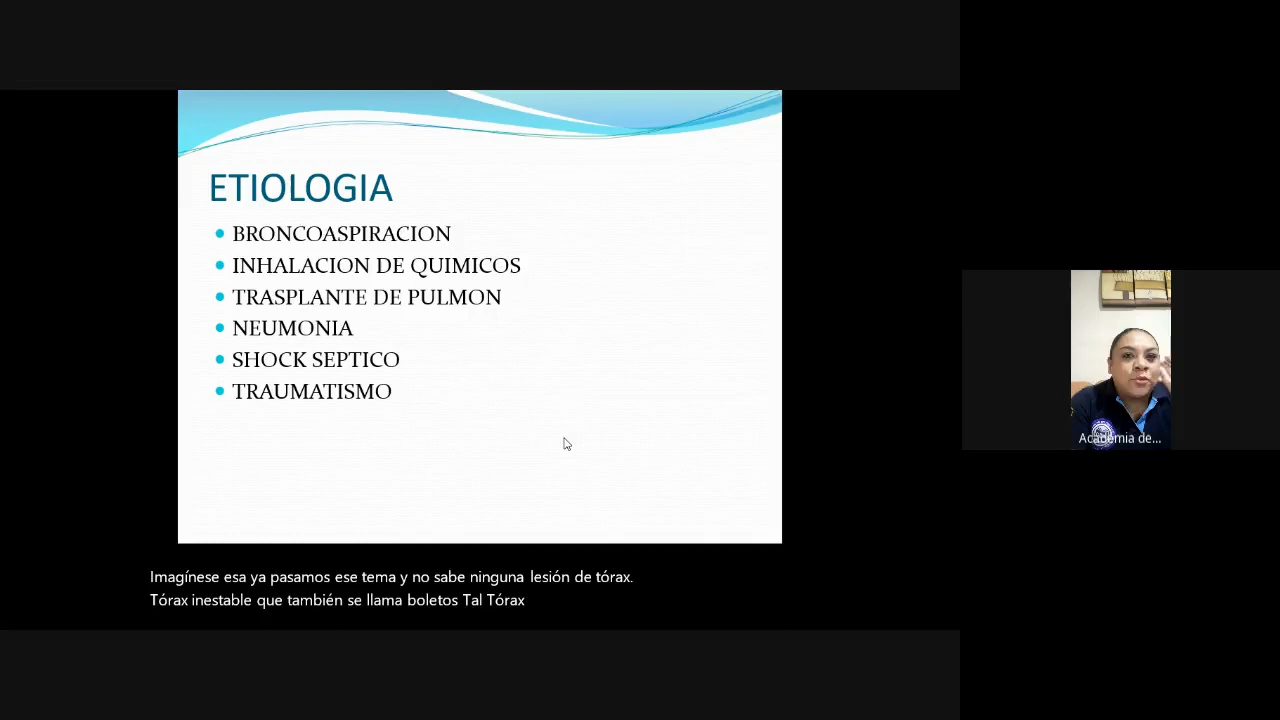 ETIOLOGIA
BRONCOASPIRACION
INHALACION DE QUIMICOS
TRASPLANTE DE PULMON
NEUMONIA
SHOCK SEPTICO
TRAUMATISMO
Academia de...
Imagínese esa ya pasamos ese tema y no sabe ninguna lesión de tórax.
Tórax inestable que también se llama boletos Tal Tórax